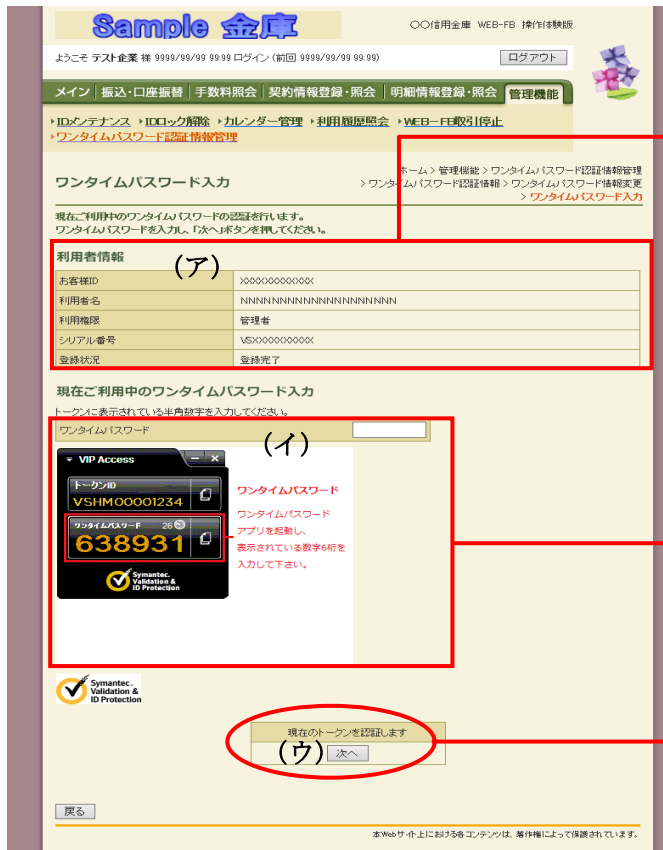 Sample 金庫
〇〇信用金庫 WEB-FB 操作体験版
ようこそ テスト企業 様 9999/99/99 99:99 ログイン (前回 9999/99/99 99:99)
ログアウト
メイン 振込・口座振替 手数料照会 契約情報登録・照会 明細情報登録・照会 管理機能
IDメンテナンス IDロック解除 カレンダー管理 利用履歴照会 WEB-FB取引停止
ワンタイムパスワード認証情報管理
ワンタイムパスワード入力
ホーム > 管理機能 > ワンタイムパスワード認証情報管理
> ワンタイムパスワード認証情報 > ワンタイムパスワード情報変更
> ワンタイムパスワード入力
現在ご利用中のワンタイムパスワードの認証を行います。
ワンタイムパスワードを入力し、「次へ」ボタンを押してください。
利用者情報
(ア)
お客様ID XXXXXXXXXXXX
利用者名 NNNNNNNNNNNNNNNNNNNN
利用権限 管理者
シリアル番号 VSXXXXXXXXXX
登録状況 登録完了
現在ご利用中のワンタイムパスワード入力
トークンに表示されている半角数字を入力してください。
ワンタイムパスワード
(イ)
VIP Access
トークンID
VSHM00001234
ワンタイムパスワード 26
638931
Symantec.
Validation &
ID Protection
ワンタイムパスワード
ワンタイムパスワード
アプリを起動し、
表示されている数字6桁を
入力して下さい。
Symantec.
Validation &
ID Protection
現在のトークンを認証します
(ウ) 次へ
戻る
本Webサイト上における各コンテンツは、著作権によって保護されています。